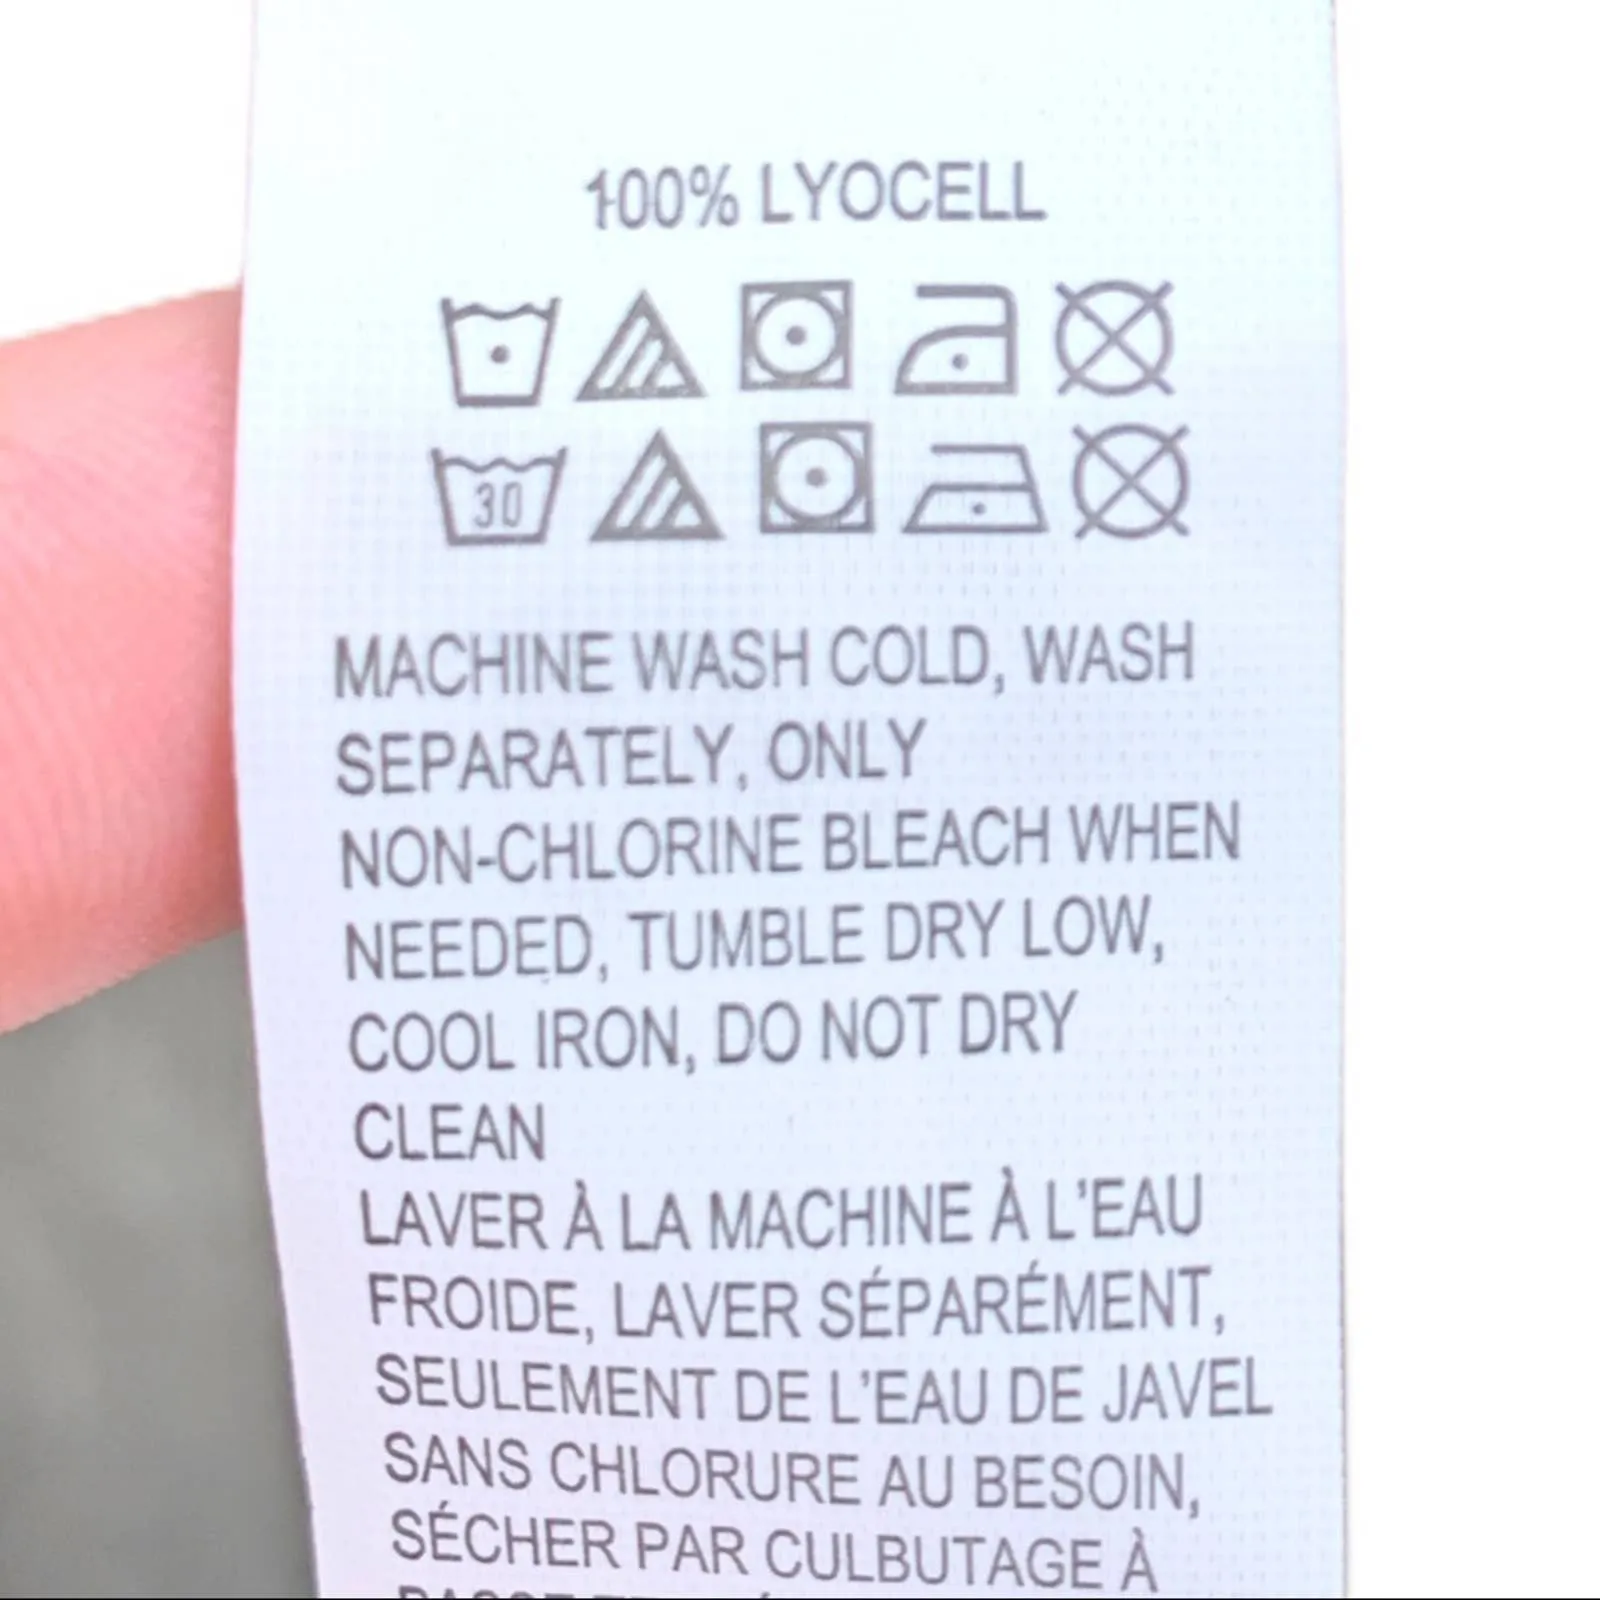 100% LYOCELL
30
MACHINE WASH COLD, WASH
SEPARATELY, ONLY
NON-CHLORINE BLEACH WHEN
NEEDED, TUMBLE DRY LOW,
COOL IRON, DO NOT DRY
CLEAN
LAVER À LA MACHINE À L'EAU
FROIDE, LAVER SÉPARÉMENT,
SEULEMENT DE L'EAU DE JAVEL
SANS CHLORURE AU BESOIN,
SÉCHER PAR CULBUTAGE À